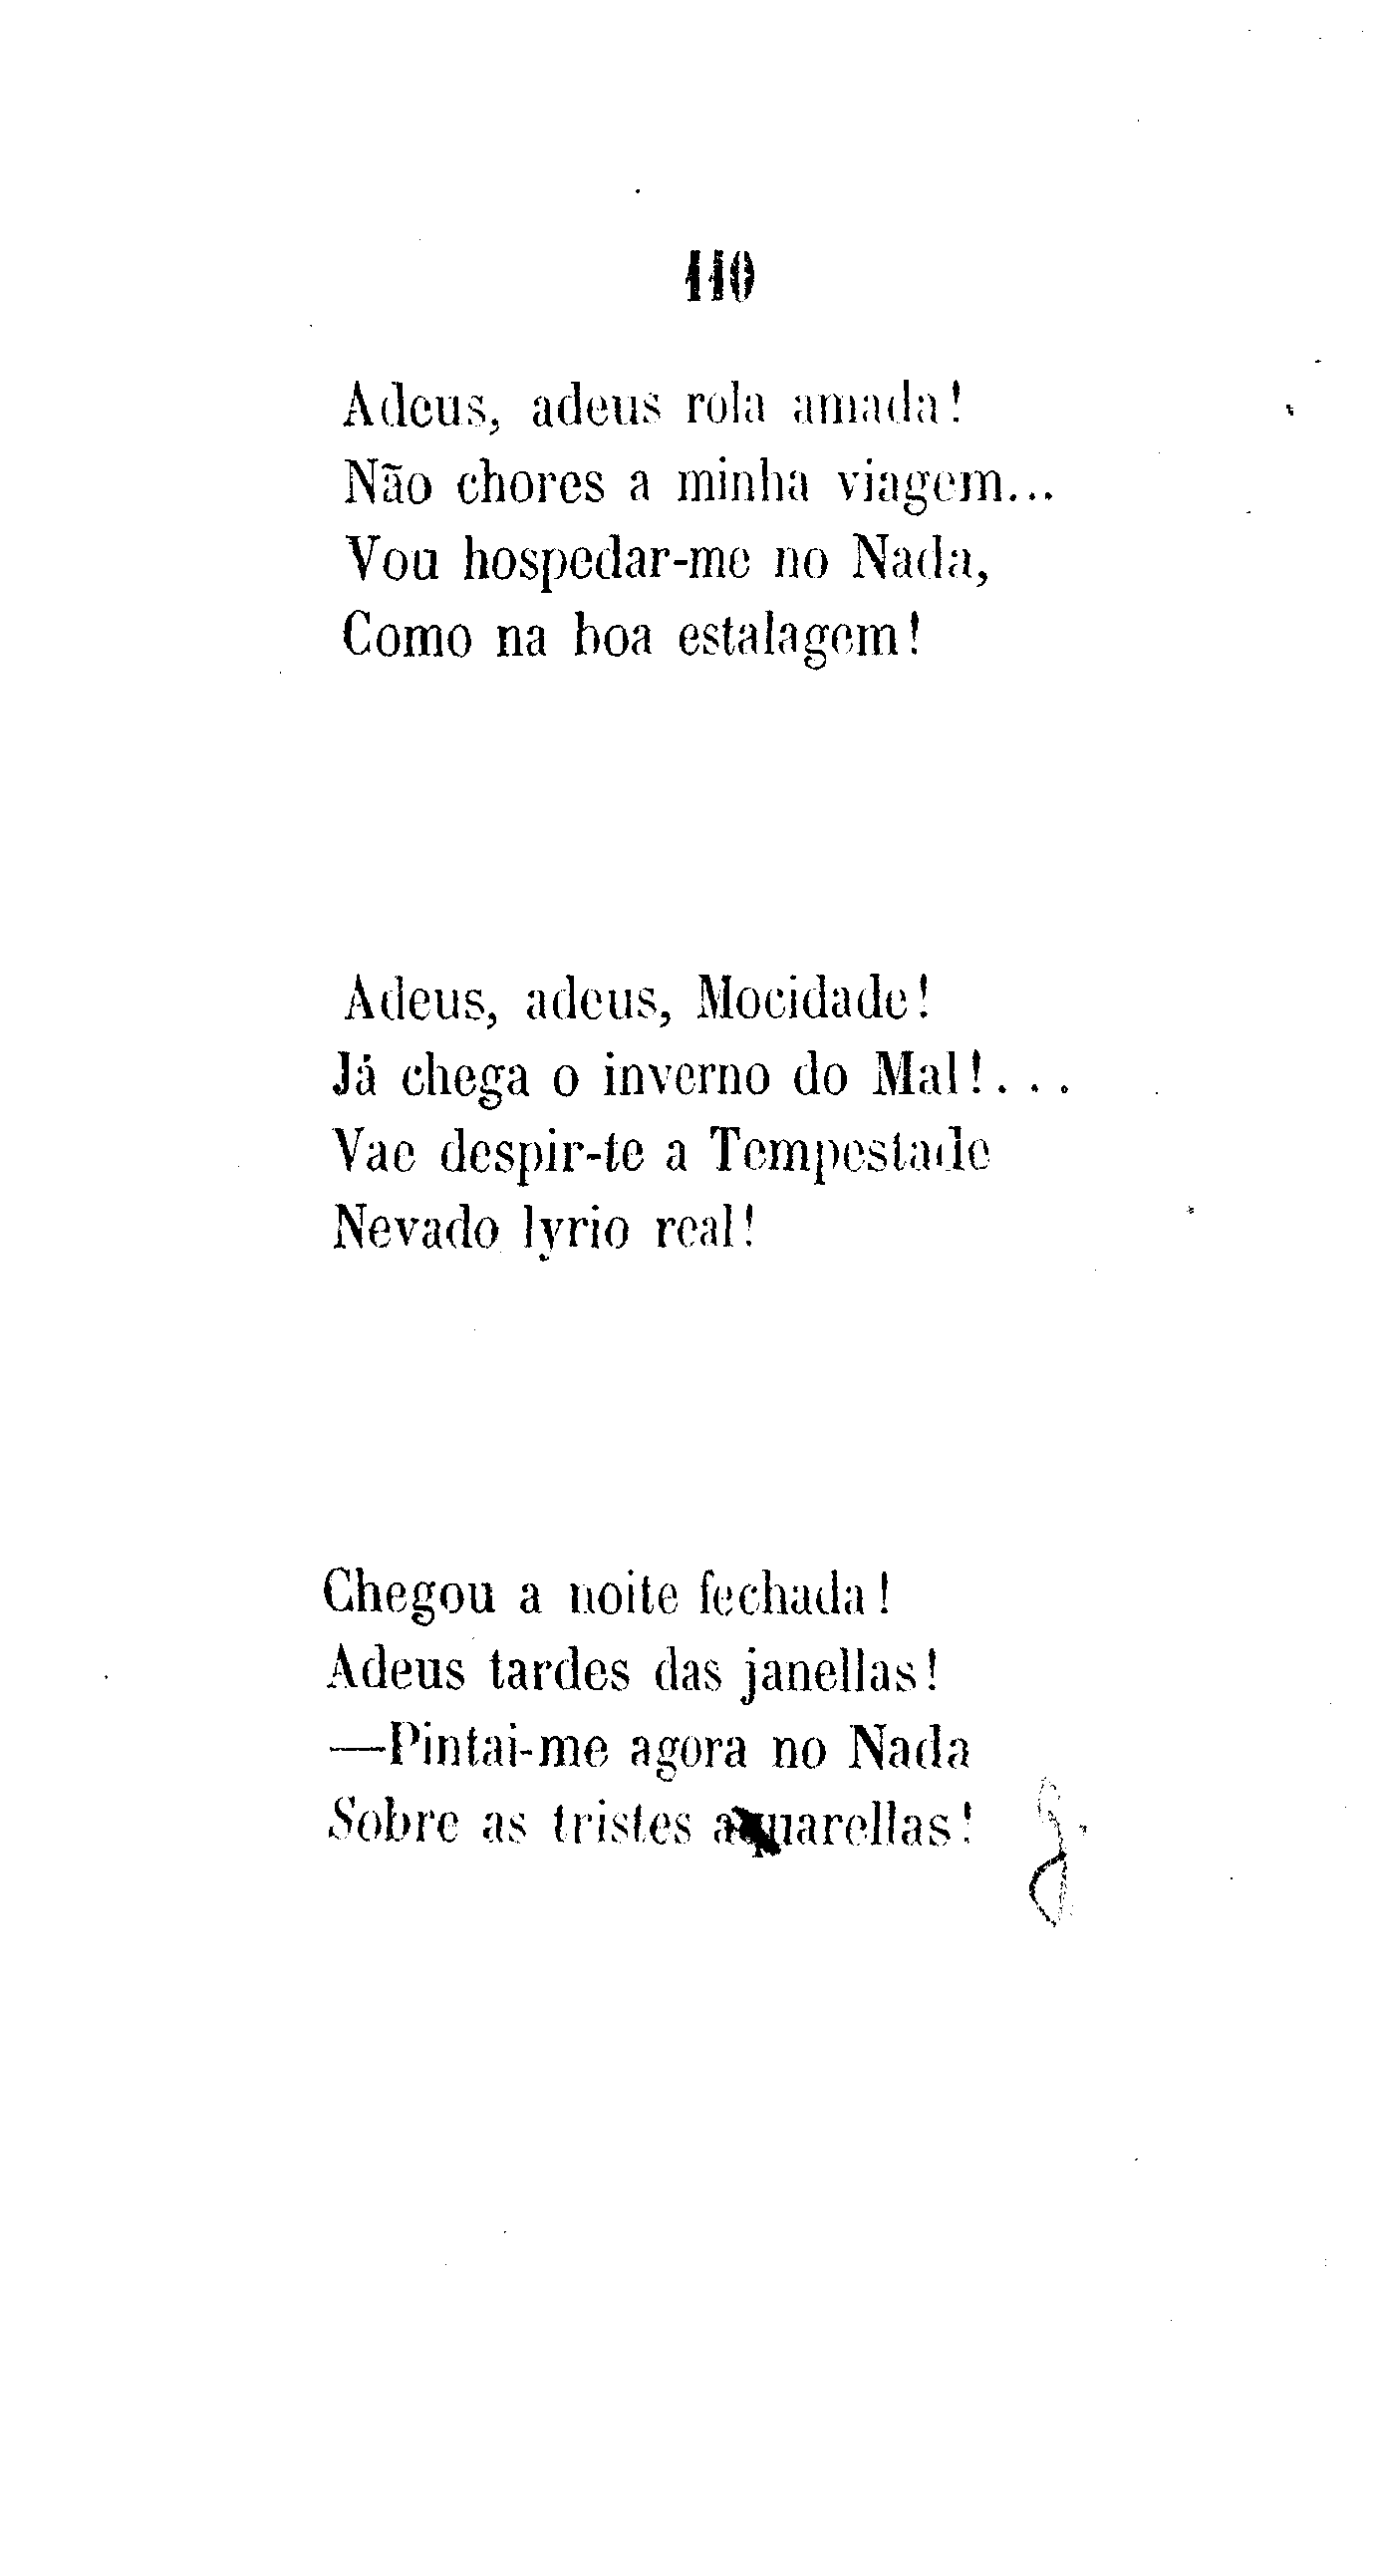 110
Adeus, adeus rola amada!
Não chores a minha viagem...
Vou hospedar-me no Nada,
Como na boa estalagem!
Adeus, adeus, Mocidade!
Já chega o inverno do Mal!...
Vae despir-te a Tempestade
Nevado lyrio real!
Chegou a noite fechada!
Adeus tardes das janellas!
—Pintai-me agora no Nada
Sobre as tristes aquarellas!